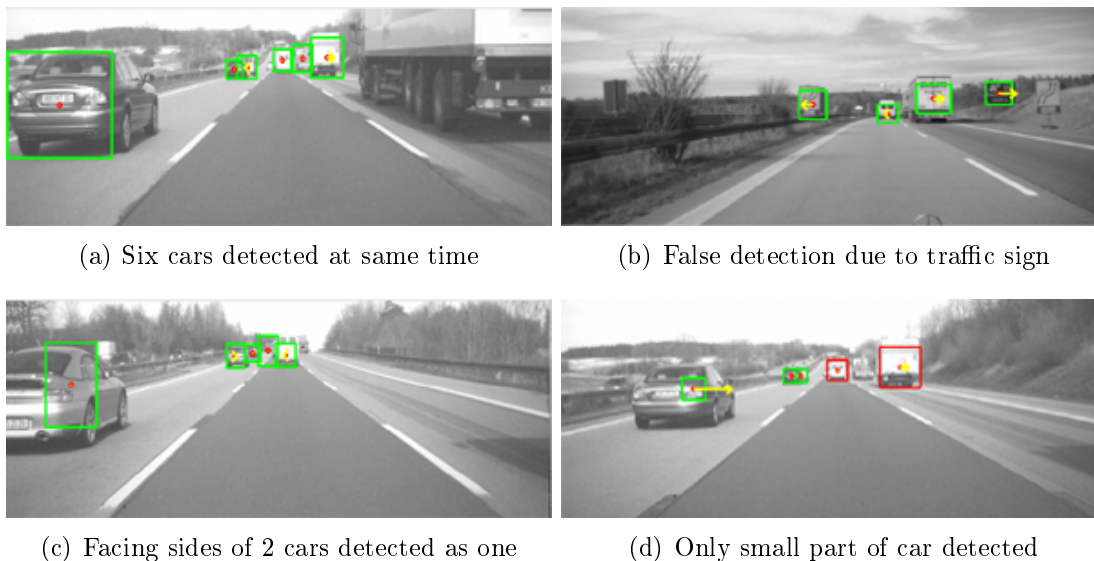 (a) Six cars detected at same time
(b) False detection due to traffic sign
(c) Facing sides of 2 cars detected as one
(d) Only small part of car detected